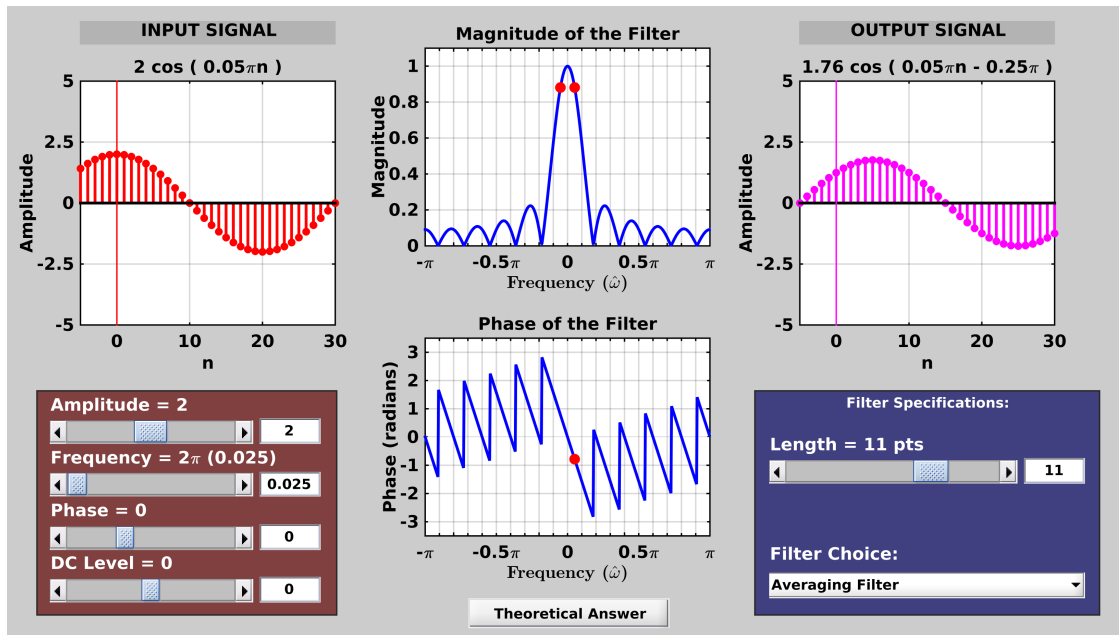 INPUT SIGNAL
2 cos ( 0.05πn )
5
2.5
0
-2.5
-5
Amplitude
0 10 20 30
n
Magnitude of the Filter
1
0.8
0.6
0.4
0.2
0
Magnitude
-π -0.5π 0 0.5π π
Frequency (ω̂)
Phase of the Filter
3
2
1
0
-1
-2
-3
Phase (radians)
-π -0.5π 0 0.5π π
Frequency (ω̂)
Theoretical Answer
OUTPUT SIGNAL
1.76 cos ( 0.05πn - 0.25π )
5
2.5
0
-2.5
-5
Amplitude
0 10 20 30
n
Amplitude = 2
2
Frequency = 2π (0.025)
0.025
Phase = 0
0
DC Level = 0
0
Filter Specifications:
Length = 11 pts
11
Filter Choice:
Averaging Filter